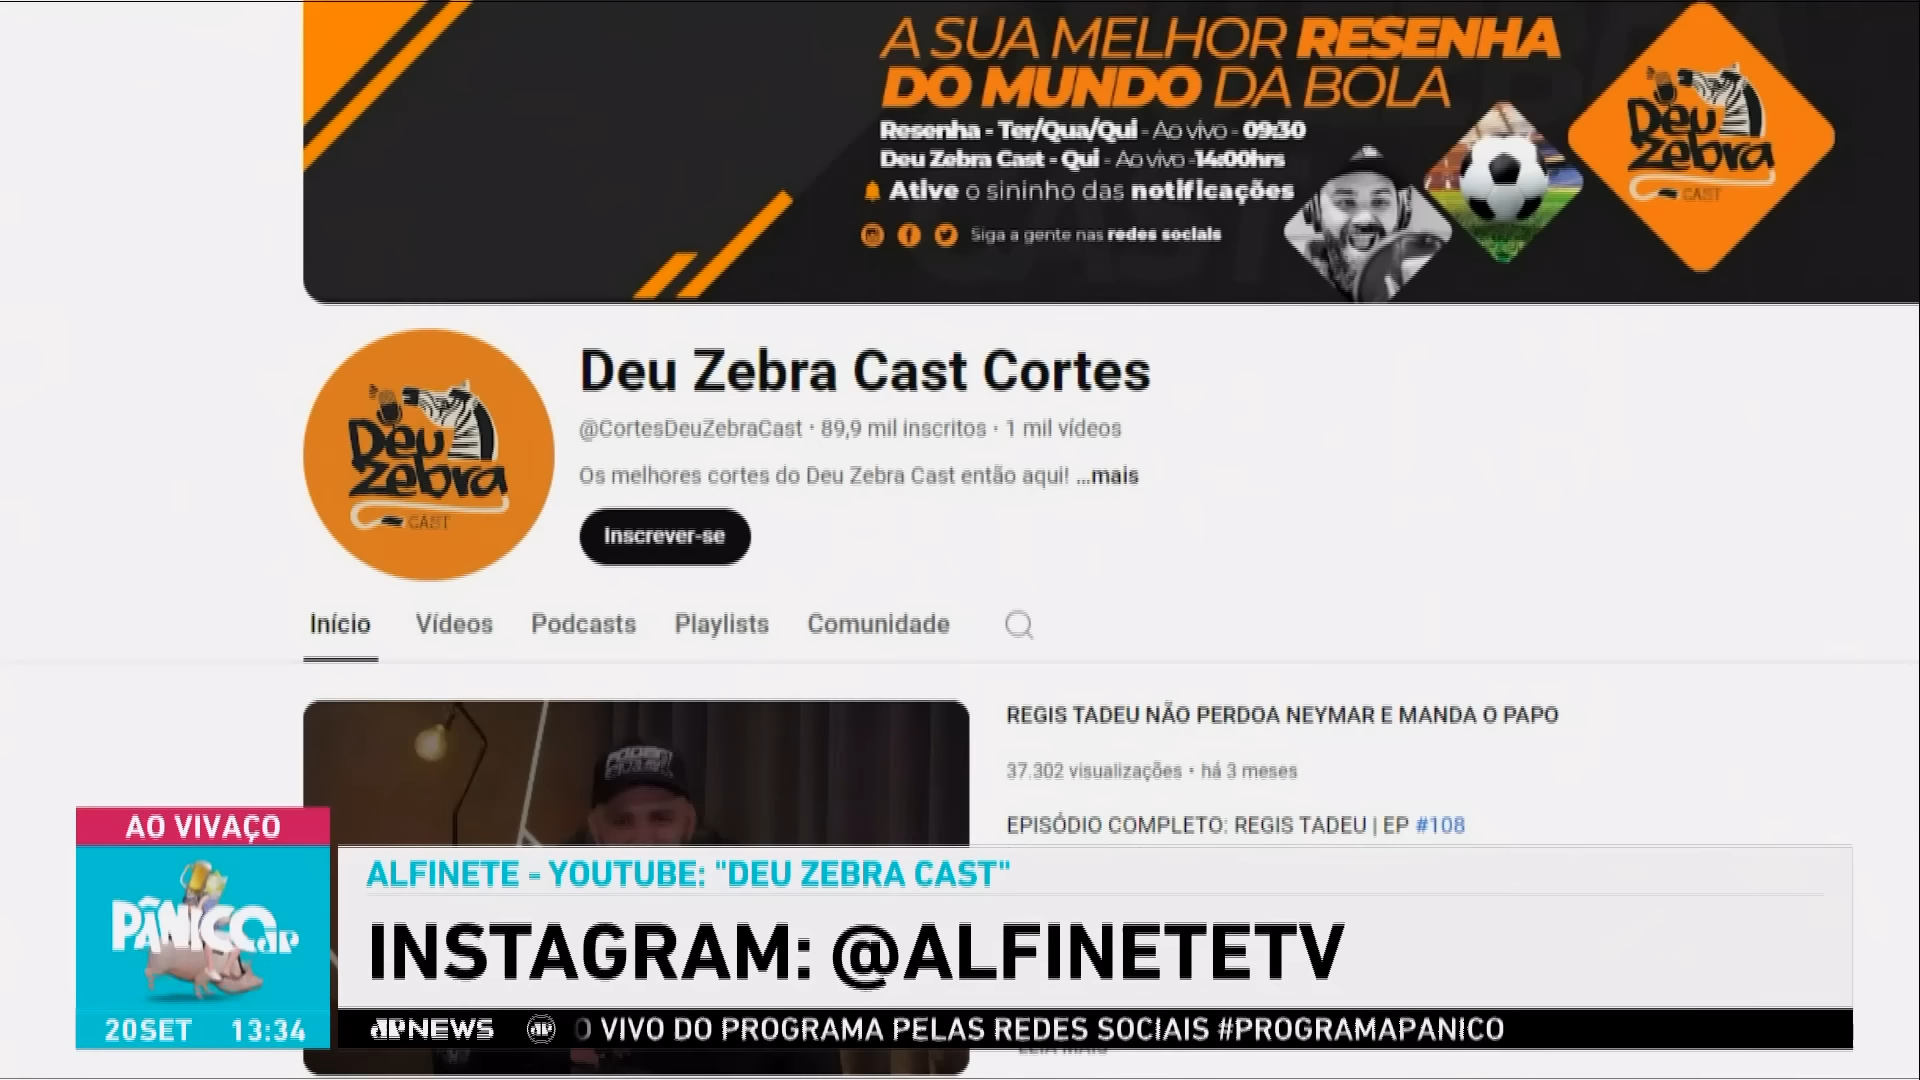 A SUA MELHOR RESENHA
DO MUNDO DA BOLA
Resenha - Ter/Qua/Qui - Ao vivo - 09:30
Deu Zebra Cast - Qui - Ao vivo -14:00hrs
Ative o sininho das notificações
Siga a gente nas redes sociais
Deu
Zebra
CAST
Deu
Zebra
CAST
Deu Zebra Cast Cortes
@CortesDeuZebraCast · 89,9 mil inscritos · 1 mil vídeos
Os melhores cortes do Deu Zebra Cast então aqui! ...mais
Inscrever-se
Início Vídeos Podcasts Playlists Comunidade
REGIS TADEU NÃO PERDOA NEYMAR E MANDA O PAPO
37.302 visualizações · há 3 meses
EPISÓDIO COMPLETO: REGIS TADEU | EP #108
AO VIVAÇO
PÂNICO JP
20SET 13:34
ALFINETE - YOUTUBE: "DEU ZEBRA CAST"
INSTAGRAM: @ALFINETETV
JP NEWS JP O VIVO DO PROGRAMA PELAS REDES SOCIAIS #PROGRAMAPANICO